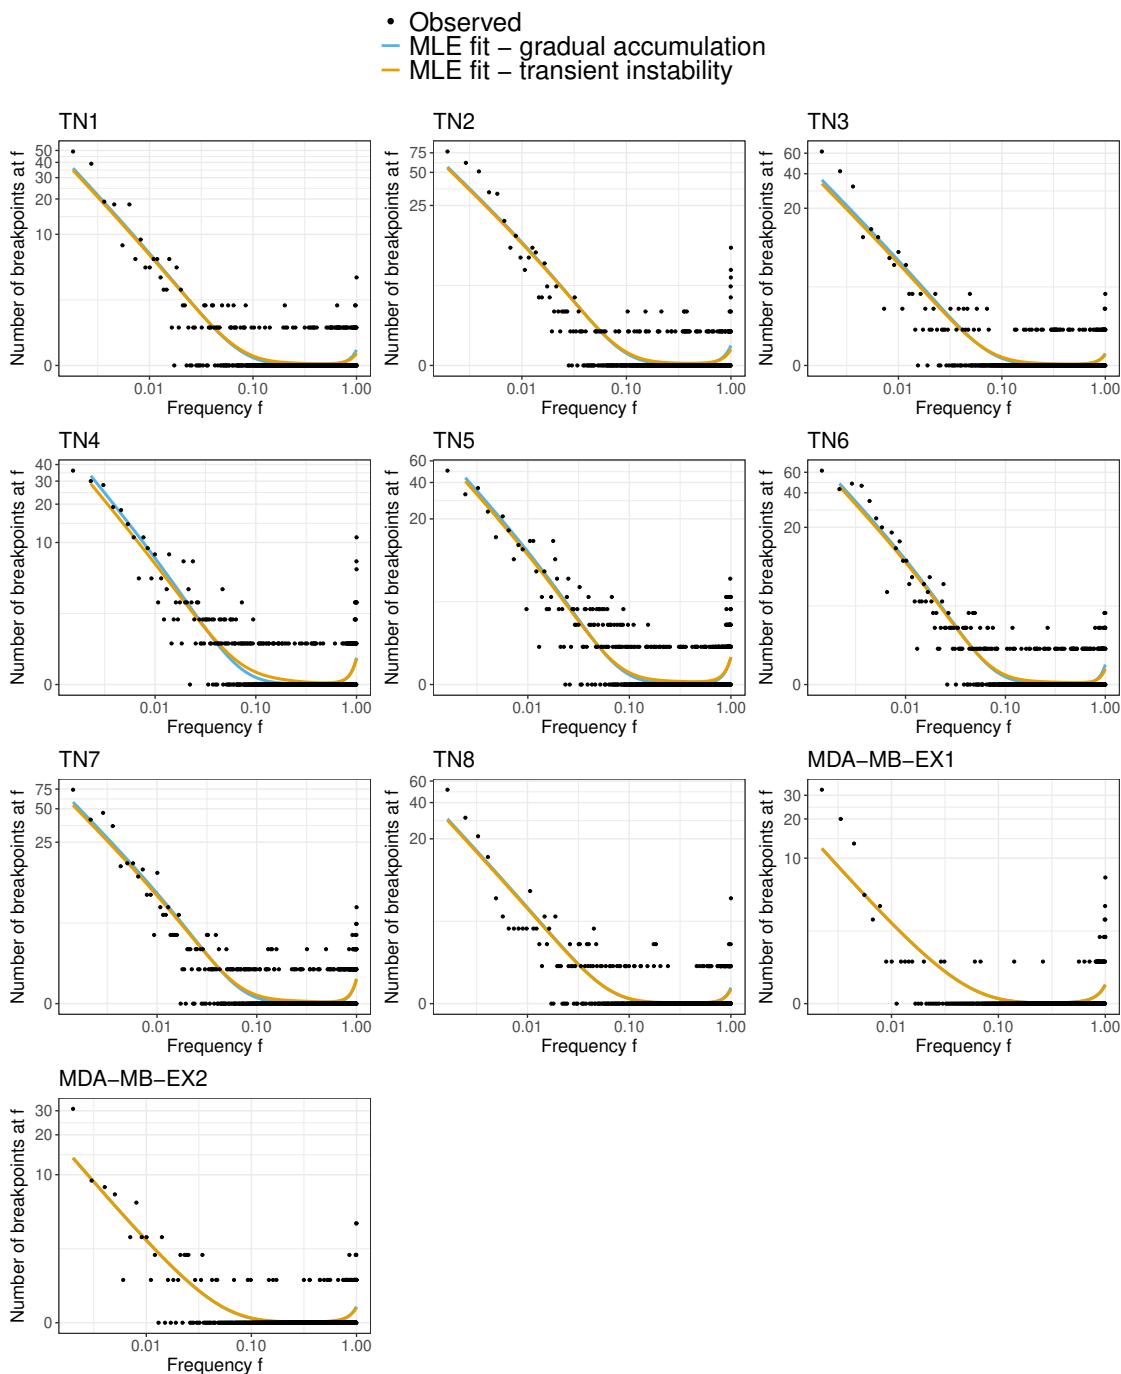 Observed
MLE fit – gradual accumulation
MLE fit – transient instability
TN1
Number of breakpoints at f
50
40
30
20
10
0
0.01
0.10
1.00
Frequency f
TN2
Number of breakpoints at f
75
50
25
0
0.01
0.10
1.00
Frequency f
TN3
Number of breakpoints at f
60
40
20
0
0.01
0.10
1.00
Frequency f
TN4
Number of breakpoints at f
40
30
20
10
0
0.01
0.10
1.00
Frequency f
TN5
Number of breakpoints at f
60
40
20
0
0.01
0.10
1.00
Frequency f
TN6
Number of breakpoints at f
60
40
20
0
0.01
0.10
1.00
Frequency f
TN7
Number of breakpoints at f
75
50
25
0
0.01
0.10
1.00
Frequency f
TN8
Number of breakpoints at f
60
40
20
0
0.01
0.10
1.00
Frequency f
MDA–MB–EX1
Number of breakpoints at f
30
20
10
0
0.01
0.10
1.00
Frequency f
MDA–MB–EX2
Number of breakpoints at f
30
20
10
0
0.01
0.10
1.00
Frequency f